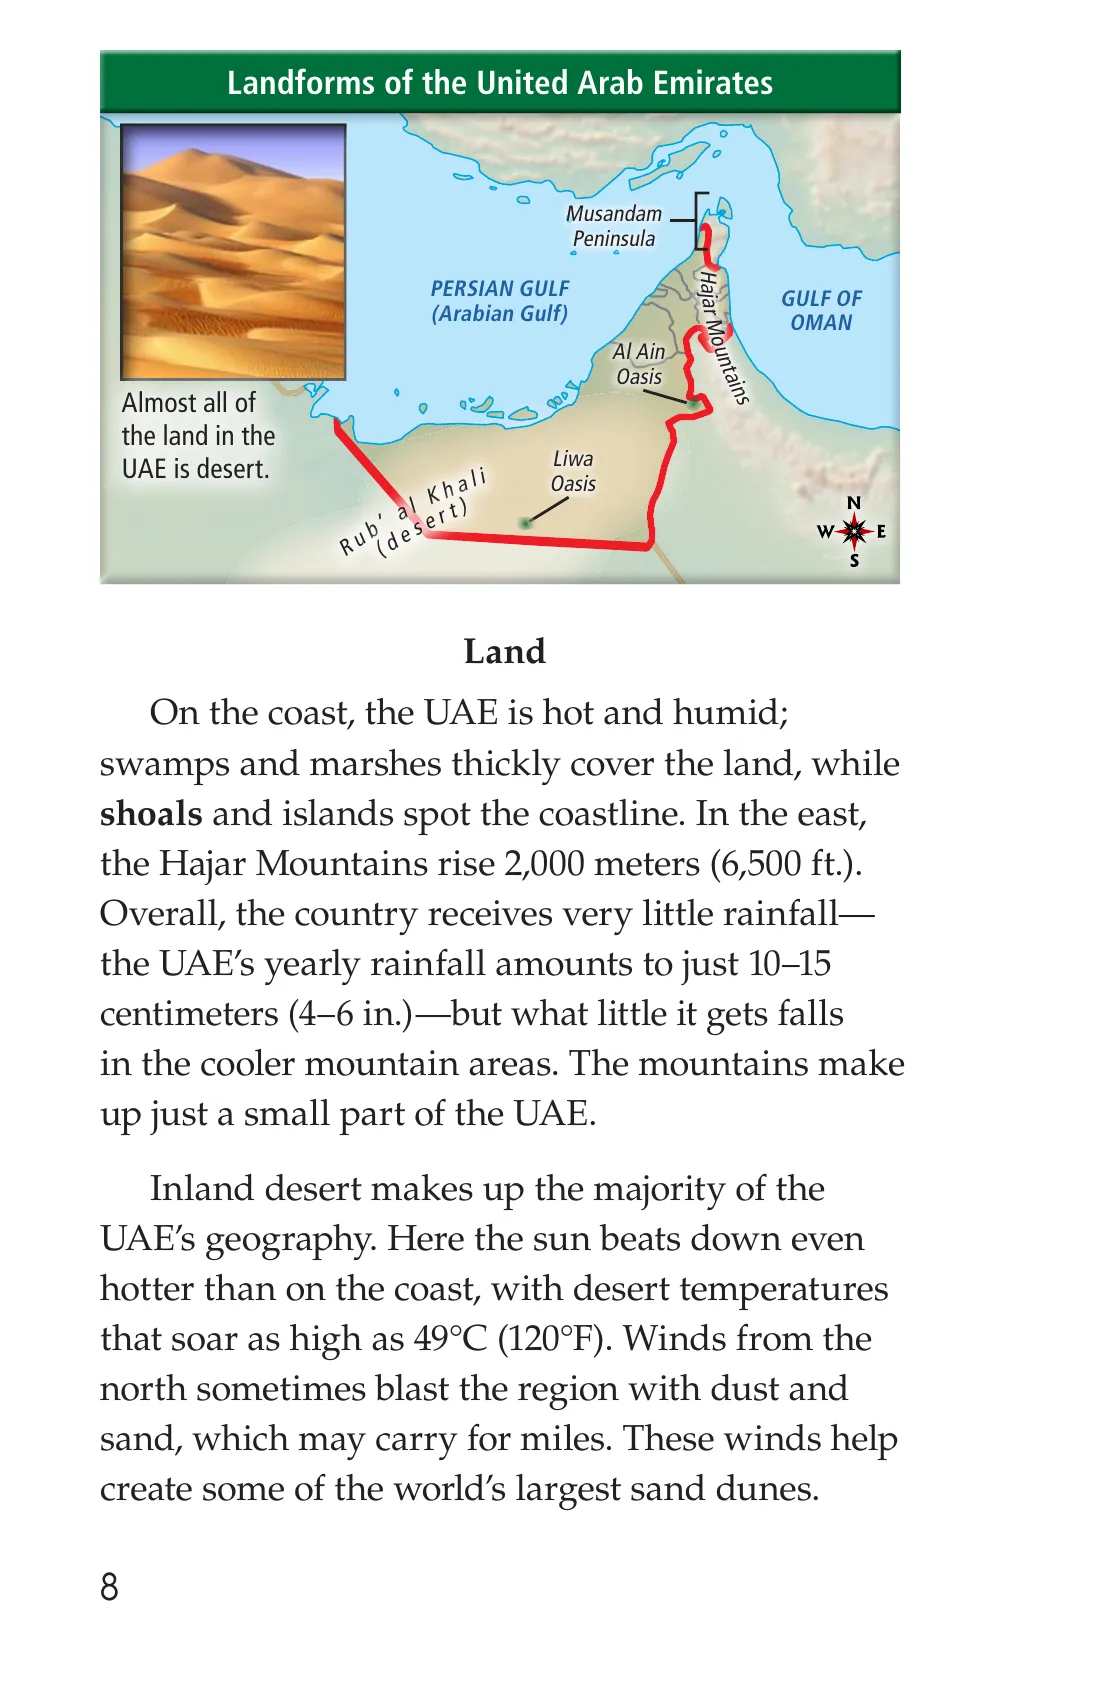 Landforms of the United Arab Emirates
Musandam
Peninsula
PERSIAN GULF
(Arabian Gulf)
GULF OF
OMAN
Hajar Mountains
Al Ain
Oasis
Almost all of
the land in the
UAE is desert.
Liwa
Oasis
Rub' al Khali
(desert)
N
W E
S
Land
On the coast, the UAE is hot and humid;
swamps and marshes thickly cover the land, while
shoals and islands spot the coastline. In the east,
the Hajar Mountains rise 2,000 meters (6,500 ft.).
Overall, the country receives very little rainfall—
the UAE’s yearly rainfall amounts to just 10–15
centimeters (4–6 in.)—but what little it gets falls
in the cooler mountain areas. The mountains make
up just a small part of the UAE.
Inland desert makes up the majority of the
UAE’s geography. Here the sun beats down even
hotter than on the coast, with desert temperatures
that soar as high as 49°C (120°F). Winds from the
north sometimes blast the region with dust and
sand, which may carry for miles. These winds help
create some of the world’s largest sand dunes.
8